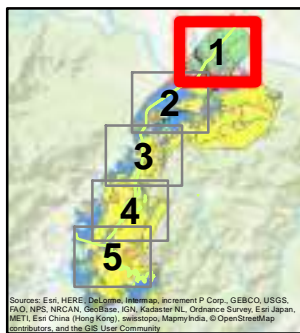 1
2
3
4
5
Sources: Esri, HERE, DeLorme, Intermap, increment P Corp., GEBCO, USGS,
FAO, NPS, NRCAN, GeoBase, IGN, Kadaster NL, Ordnance Survey, Esri Japan,
METI, Esri China (Hong Kong), swisstopo, MapmyIndia, © OpenStreetMap
contributors, and the GIS User Community